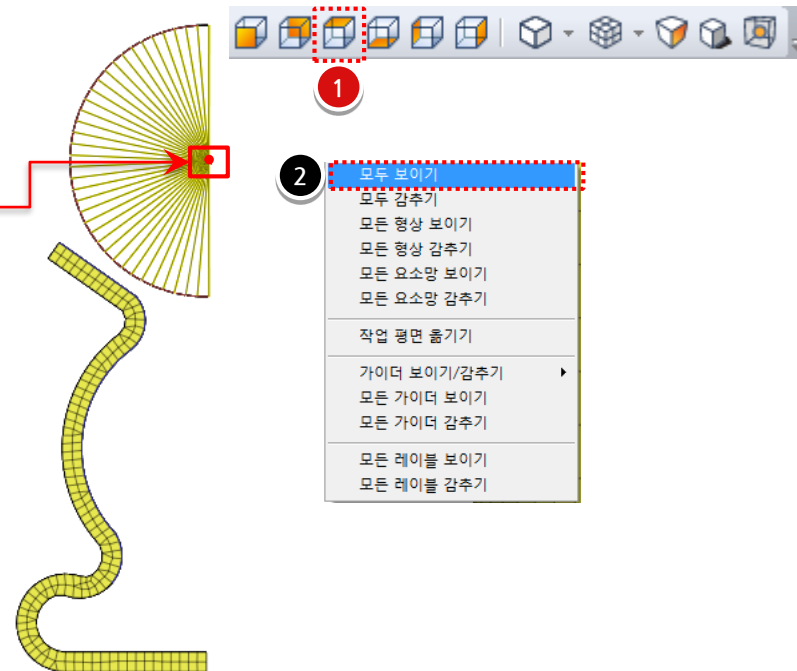 1
2
모두 보이기
모두 감추기
모든 형상 보이기
모든 형상 감추기
모든 요소망 보이기
모든 요소망 감추기
작업 평면 옮기기
가이더 보이기/감추기
모든 가이더 보이기
모든 가이더 감추기
모든 레이블 보이기
모든 레이블 감추기